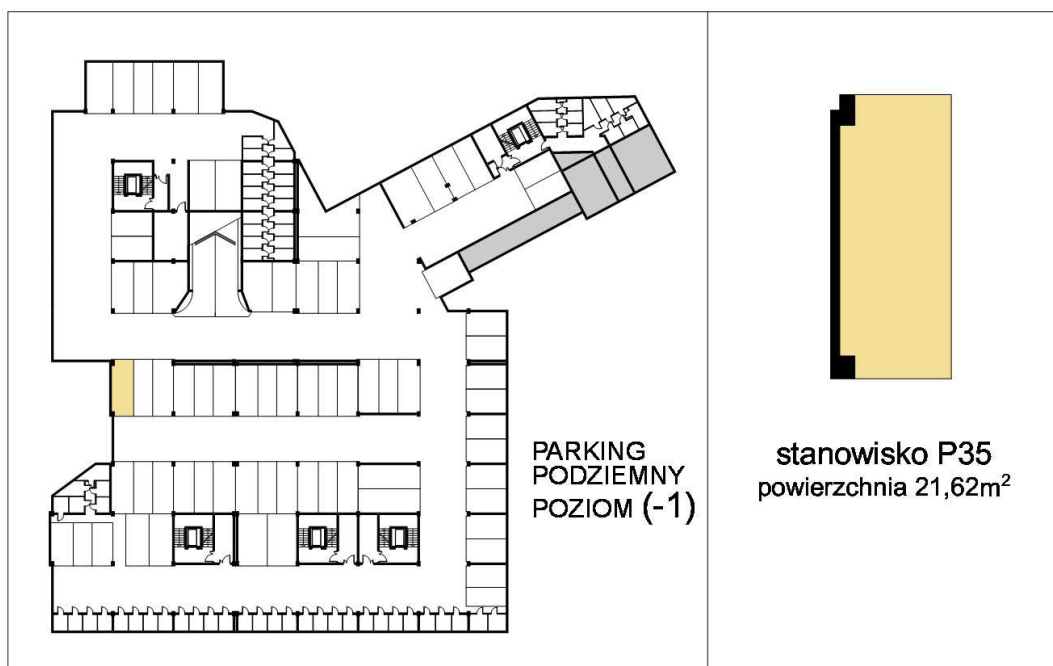 PARKING
PODZIEMNY
POZIOM (-1)
stanowisko P35
powierzchnia 21,62m²